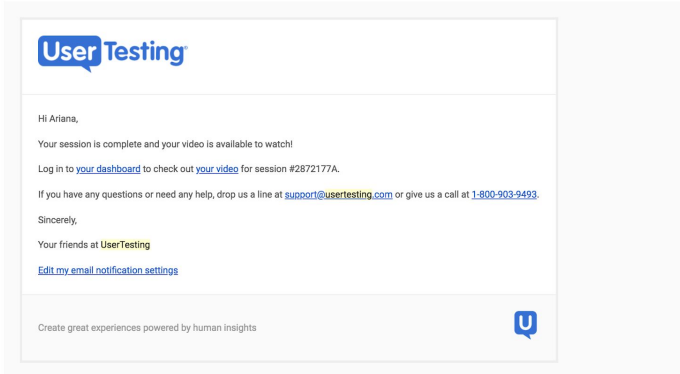 User Testing®
Hi Ariana,
Your session is complete and your video is available to watch!
Log in to your dashboard to check out your video for session #2872177A.
If you have any questions or need any help, drop us a line at support@usertesting.com or give us a call at 1-800-903-9493.
Sincerely,
Your friends at UserTesting
Edit my email notification settings
Create great experiences powered by human insights
U